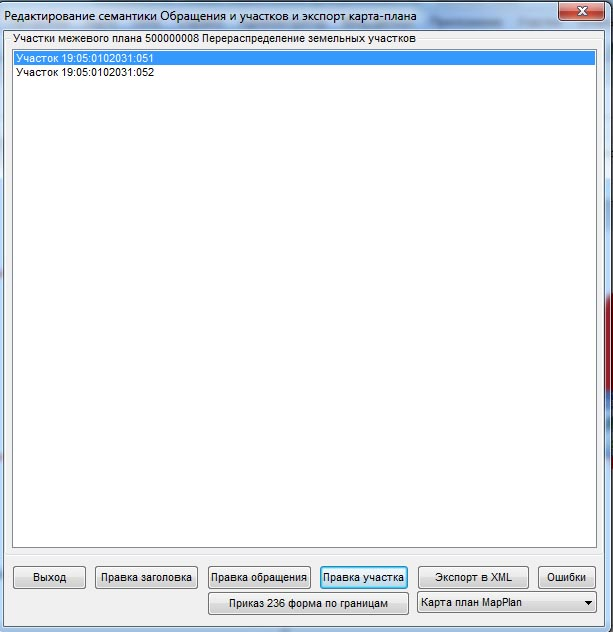 Редактирование семантики Обращения и участков и экспорт карта-плана
Участки межевого плана 500000008 Перераспределение земельных участков
Участок 19:05:0102031:051
Участок 19:05:0102031:052
Выход
Правка заголовка
Правка обращения
Правка участка
Экспорт в XML
Ошибки
Приказ 236 форма по границам
Карта план MapPlan